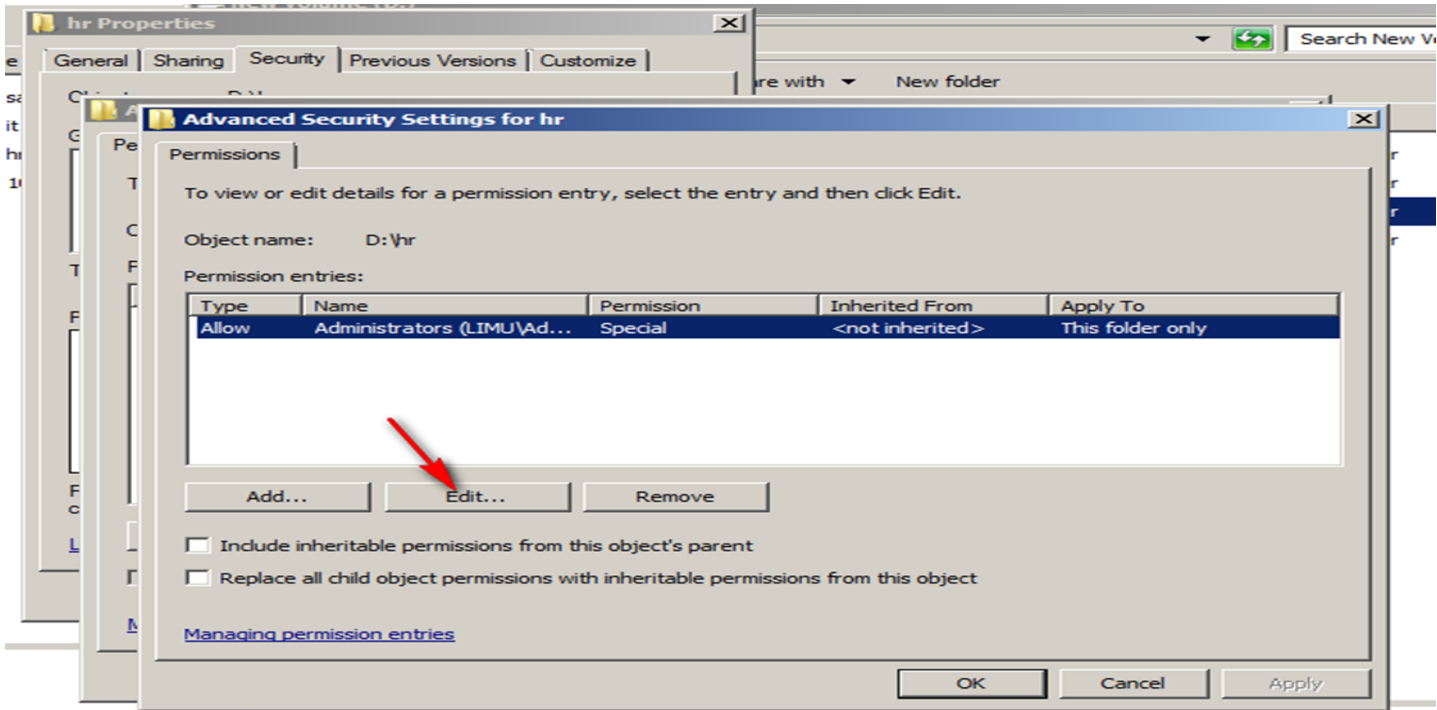 hr Properties
General Sharing Security Previous Versions Customize
re with New folder
Search New V
Advanced Security Settings for hr
Permissions
To view or edit details for a permission entry, select the entry and then click Edit.
Object name: D:\hr
Permission entries:
Type Name Permission Inherited From Apply To
Allow Administrators (LIMU\Ad... Special <not inherited> This folder only
Add... Edit... Remove
Include inheritable permissions from this object's parent
Replace all child object permissions with inheritable permissions from this object
Managing permission entries
OK Cancel Apply